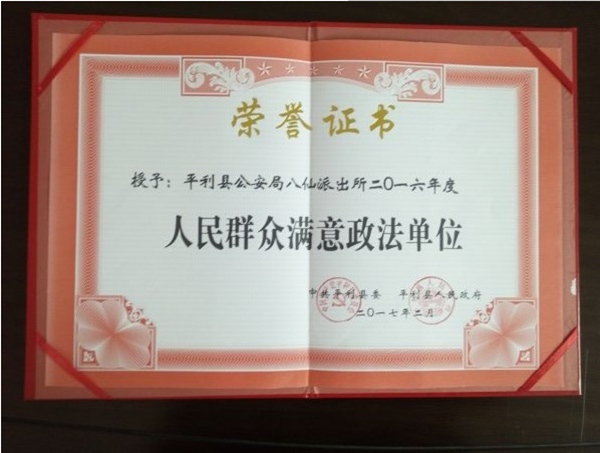 荣誉证书
授予：平利县公安局八仙派出所二〇一六年度
人民群众满意政法单位
中共平利县委 平利县人民政府
二〇一七年二月